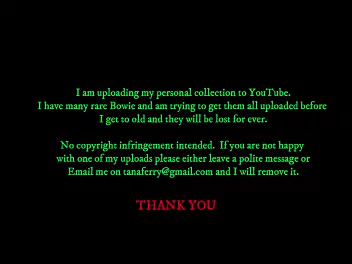 I am uploading my personal collection to YouTube.
I have many rare Bowie and am trying to get them all uploaded before
I get to old and they will be lost for ever.
No copyright infringement intended. If you are not happy
with one of my uploads please either leave a polite message or
Email me on tanaferry@gmail.com and I will remove it.
THANK YOU